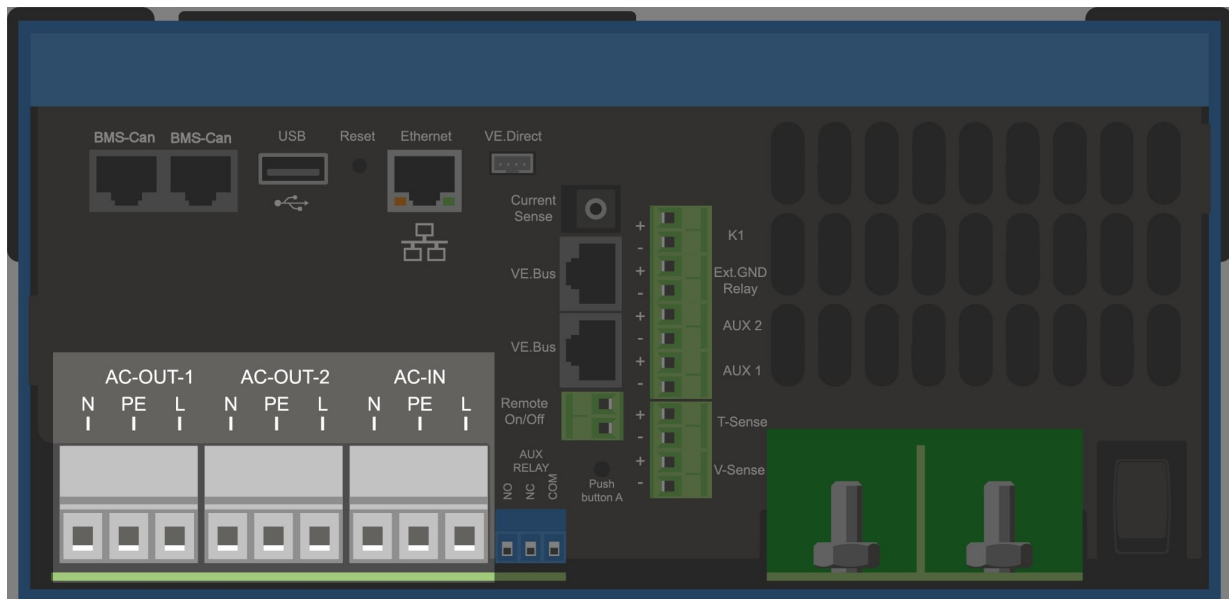 BMS-Can BMS-Can USB Reset Ethernet VE.Direct
Current
Sense
+
-
K1
VE.Bus
+
-
Ext.GND
Relay
+
-
AUX 2
VE.Bus
+
-
AUX 1
AC-OUT-1 AC-OUT-2 AC-IN
N PE L N PE L N PE L
Remote
On/Off
+
-
T-Sense
AUX
RELAY
NO NC COM
Push
button A
+
-
V-Sense